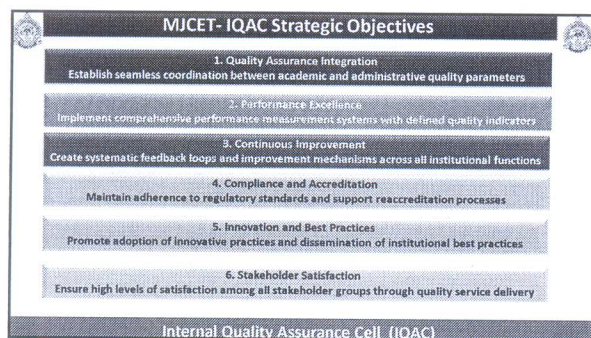 MJCET- IQAC Strategic Objectives
1. Quality Assurance Integration
Establish seamless coordination between academic and administrative quality parameters
2. Performance Excellence
Implement comprehensive performance measurement systems with defined quality indicators
3. Continuous Improvement
Create systematic feedback loops and improvement mechanisms across all institutional functions
4. Compliance and Accreditation
Maintain adherence to regulatory standards and support reaccreditation processes
5. Innovation and Best Practices
Promote adoption of innovative practices and dissemination of institutional best practices
6. Stakeholder Satisfaction
Ensure high levels of satisfaction among all stakeholder groups through quality service delivery
Internal Quality Assurance Cell (IQAC)